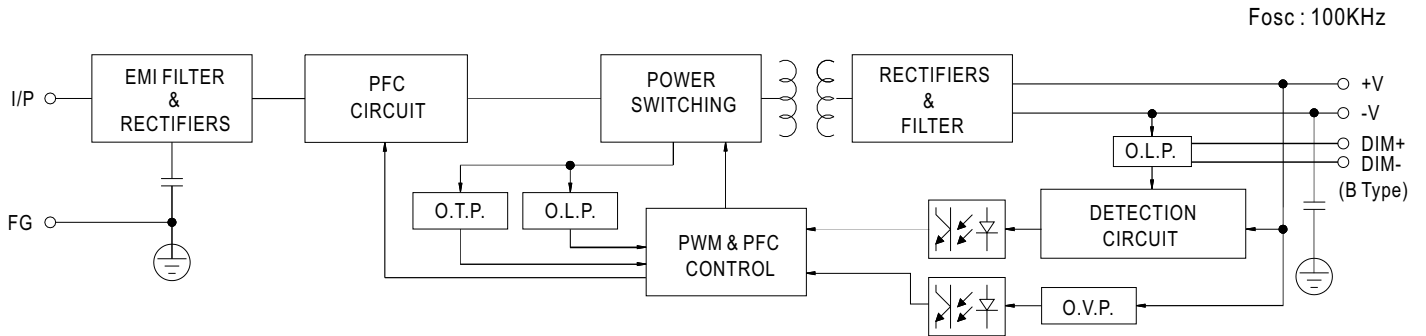 Fosc : 100KHz
I/P
EMI FILTER
&
RECTIFIERS
PFC
CIRCUIT
POWER
SWITCHING
RECTIFIERS
&
FILTER
+V
-V
O.L.P.
DIM+
DIM-
(B Type)
FG
O.T.P.
O.L.P.
PWM & PFC
CONTROL
DETECTION
CIRCUIT
O.V.P.